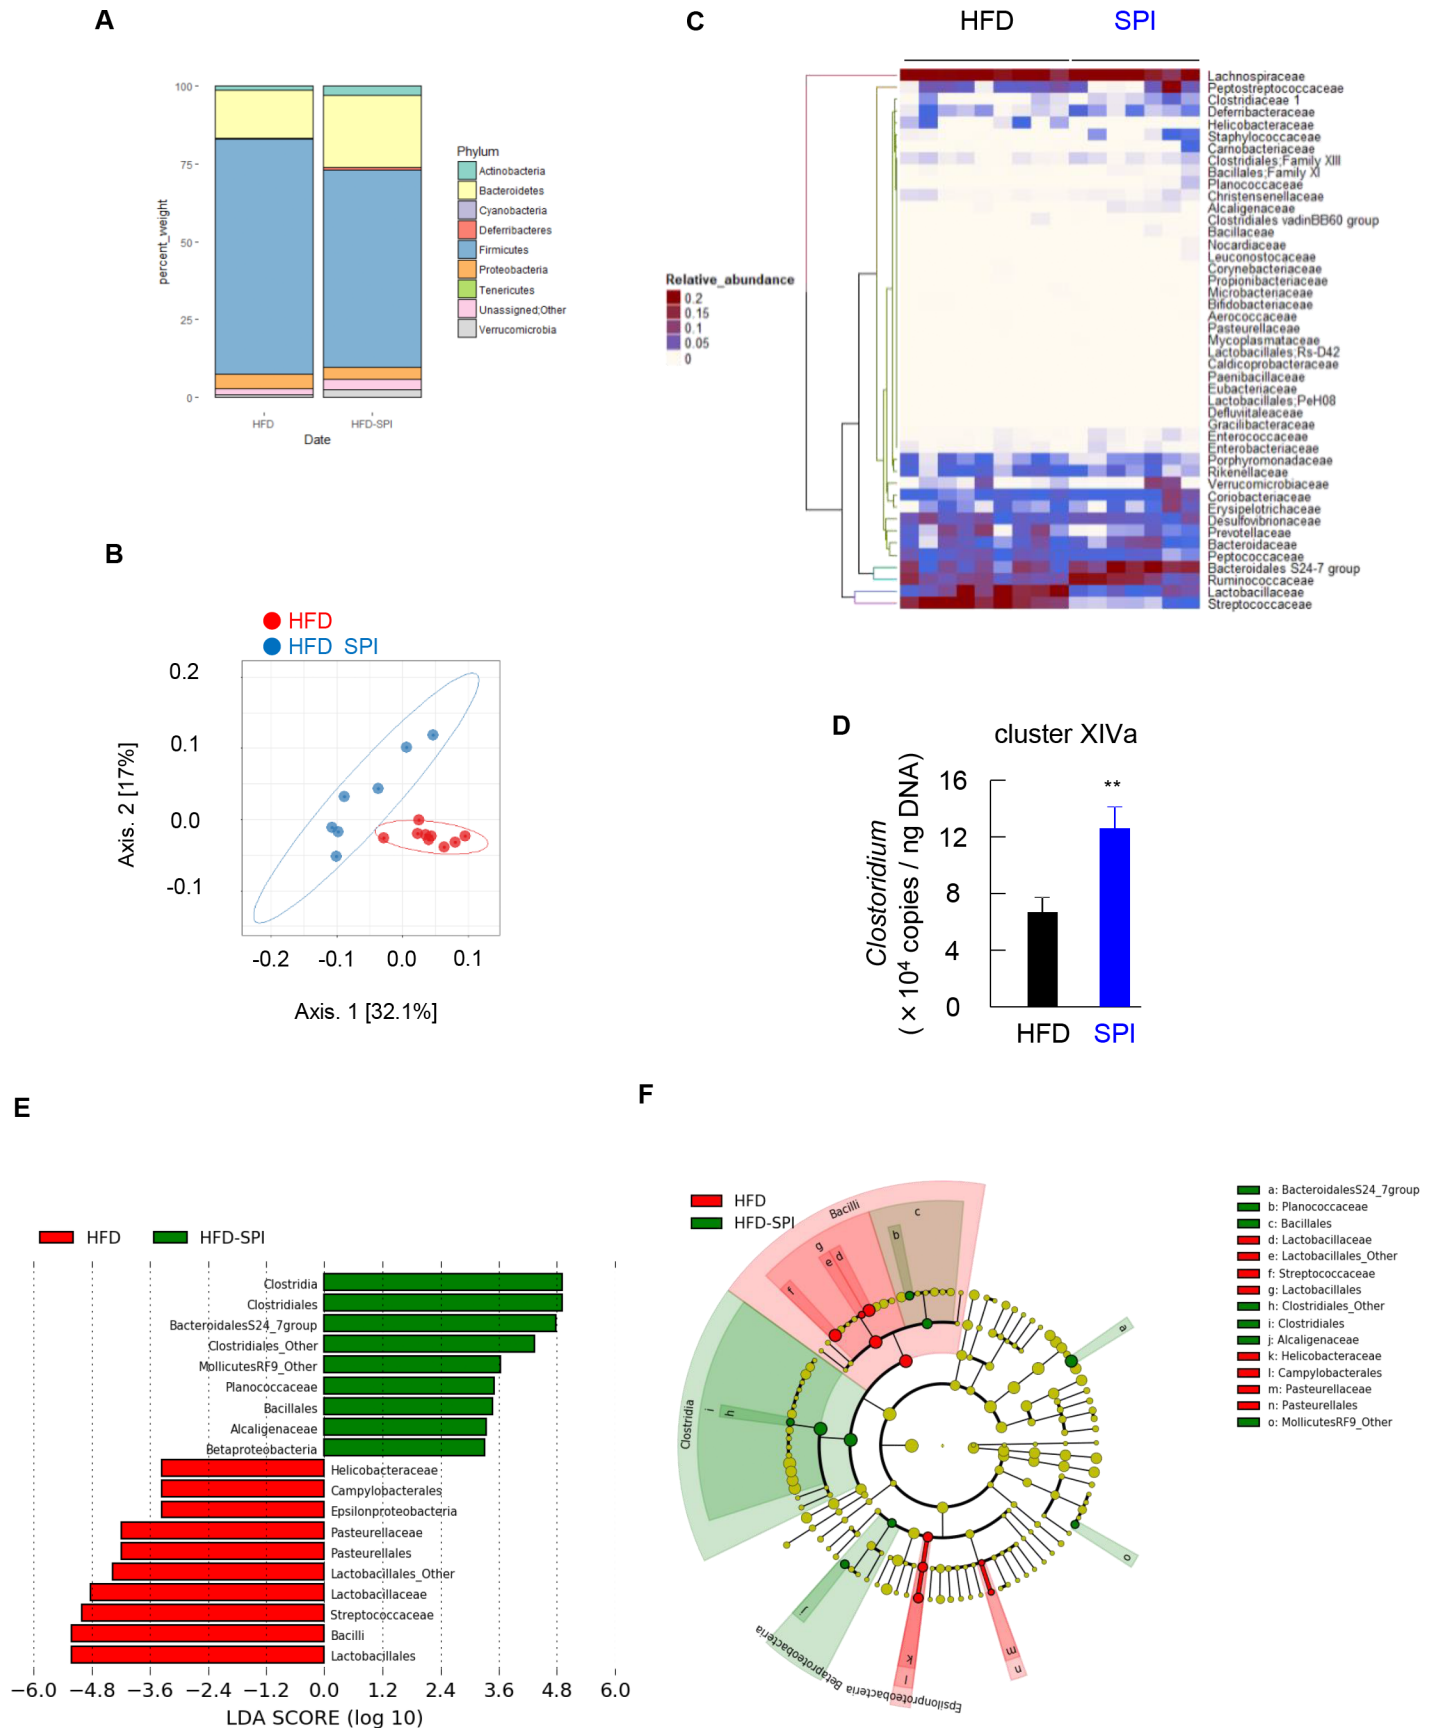 A
100
75
50
25
0
percent_weight
HFD
HFD-SPI
Date
Phylum
Actinobacteria
Bacteroidetes
Cyanobacteria
Deferribacteres
Firmicutes
Proteobacteria
Tenericutes
Unassigned;Other
Verrucomicrobia
B
HFD
HFD SPI
0.2
0.1
0.0
-0.1
Axis. 2 [17%]
-0.2 -0.1 0.0 0.1
Axis. 1 [32.1%]
C
HFD SPI
Relative_abundance
0.2
0.15
0.1
0.05
0
Lachnospiraceae
Peptostreptococcaceae
Clostridiaceae 1
Deferribacteraceae
Helicobacteraceae
Staphylococcaceae
Carnobacteriaceae
Clostridiales;Family XIII
Bacillales;Family XI
Planococcaceae
Christensenellaceae
Alcaligenaceae
Clostridiales vadinBB60 group
Bacillaceae
Nocardiaceae
Leuconostocaceae
Corynebacteriaceae
Propionibacteriaceae
Microbacteriaceae
Bifidobacteriaceae
Aerococcaceae
Pasteurellaceae
Mycoplasmataceae
Lactobacillales;Rs-D42
Caldicoprobacteraceae
Paenibacillaceae
Eubacteriaceae
Lactobacillales;PeH08
Defluviitaleaceae
Gracilibacteraceae
Enterococcaceae
Enterobacteriaceae
Porphyromonadaceae
Rikenellaceae
Verrucomicrobiaceae
Coriobacteriaceae
Erysipelotrichaceae
Desulfovibrionaceae
Prevotellaceae
Bacteroidaceae
Peptococcaceae
Bacteroidales S24-7 group
Ruminococcaceae
Lactobacillaceae
Streptococcaceae
D
cluster XIVa
Clostoridium
(×10⁴ copies / ng DNA)
16
12
8
4
0
**
HFD SPI
E
HFD HFD-SPI
Clostridia
Clostridiales
BacteroidalesS24_7group
Clostridiales_Other
MollicutesRF9_Other
Planococcaceae
Bacillales
Alcaligenaceae
Betaproteobacteria
Helicobacteraceae
Campylobacterales
Epsilonproteobacteria
Pasteurellaceae
Pasteurellales
Lactobacillales_Other
Lactobacillaceae
Streptococcaceae
Bacilli
Lactobacillales
−6.0 −4.8 −3.6 −2.4 −1.2 0.0 1.2 2.4 3.6 4.8 6.0
LDA SCORE (log 10)
F
HFD
HFD-SPI
Bacilli
c
b
g
d
e
f
a
Clostridia
i
h
o
j
k
l
m
n
Betaproteobacteria
Epsilonproteobacteria
a: BacteroidalesS24_7group
b: Planococcaceae
c: Bacillales
d: Lactobacillaceae
e: Lactobacillales_Other
f: Streptococcaceae
g: Lactobacillales
h: Clostridiales_Other
i: Clostridiales
j: Alcaligenaceae
k: Helicobacteraceae
l: Campylobacterales
m: Pasteurellaceae
n: Pasteurellales
o: MollicutesRF9_Other